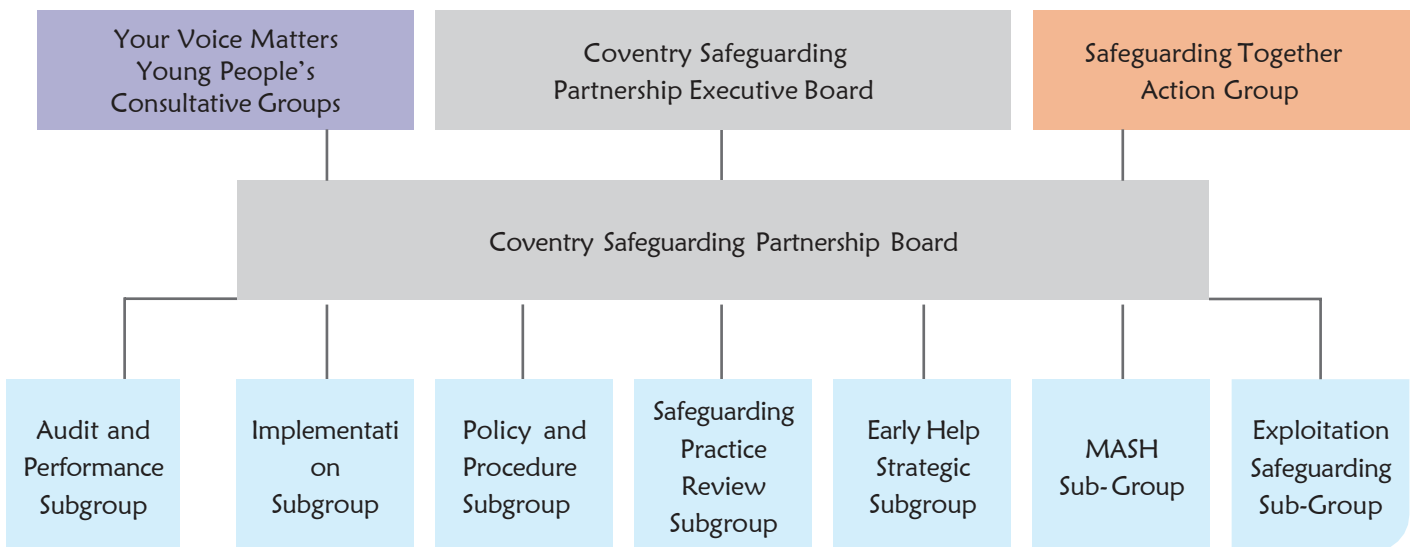 Your Voice Matters
Young People’s
Consultative Groups
Coventry Safeguarding
Partnership Executive Board
Safeguarding Together
Action Group
Coventry Safeguarding Partnership Board
Audit and
Performance
Subgroup
Implementati
on
Subgroup
Policy and
Procedure
Subgroup
Safeguarding
Practice
Review
Subgroup
Early Help
Strategic
Subgroup
MASH
Sub-Group
Exploitation
Safeguarding
Sub-Group